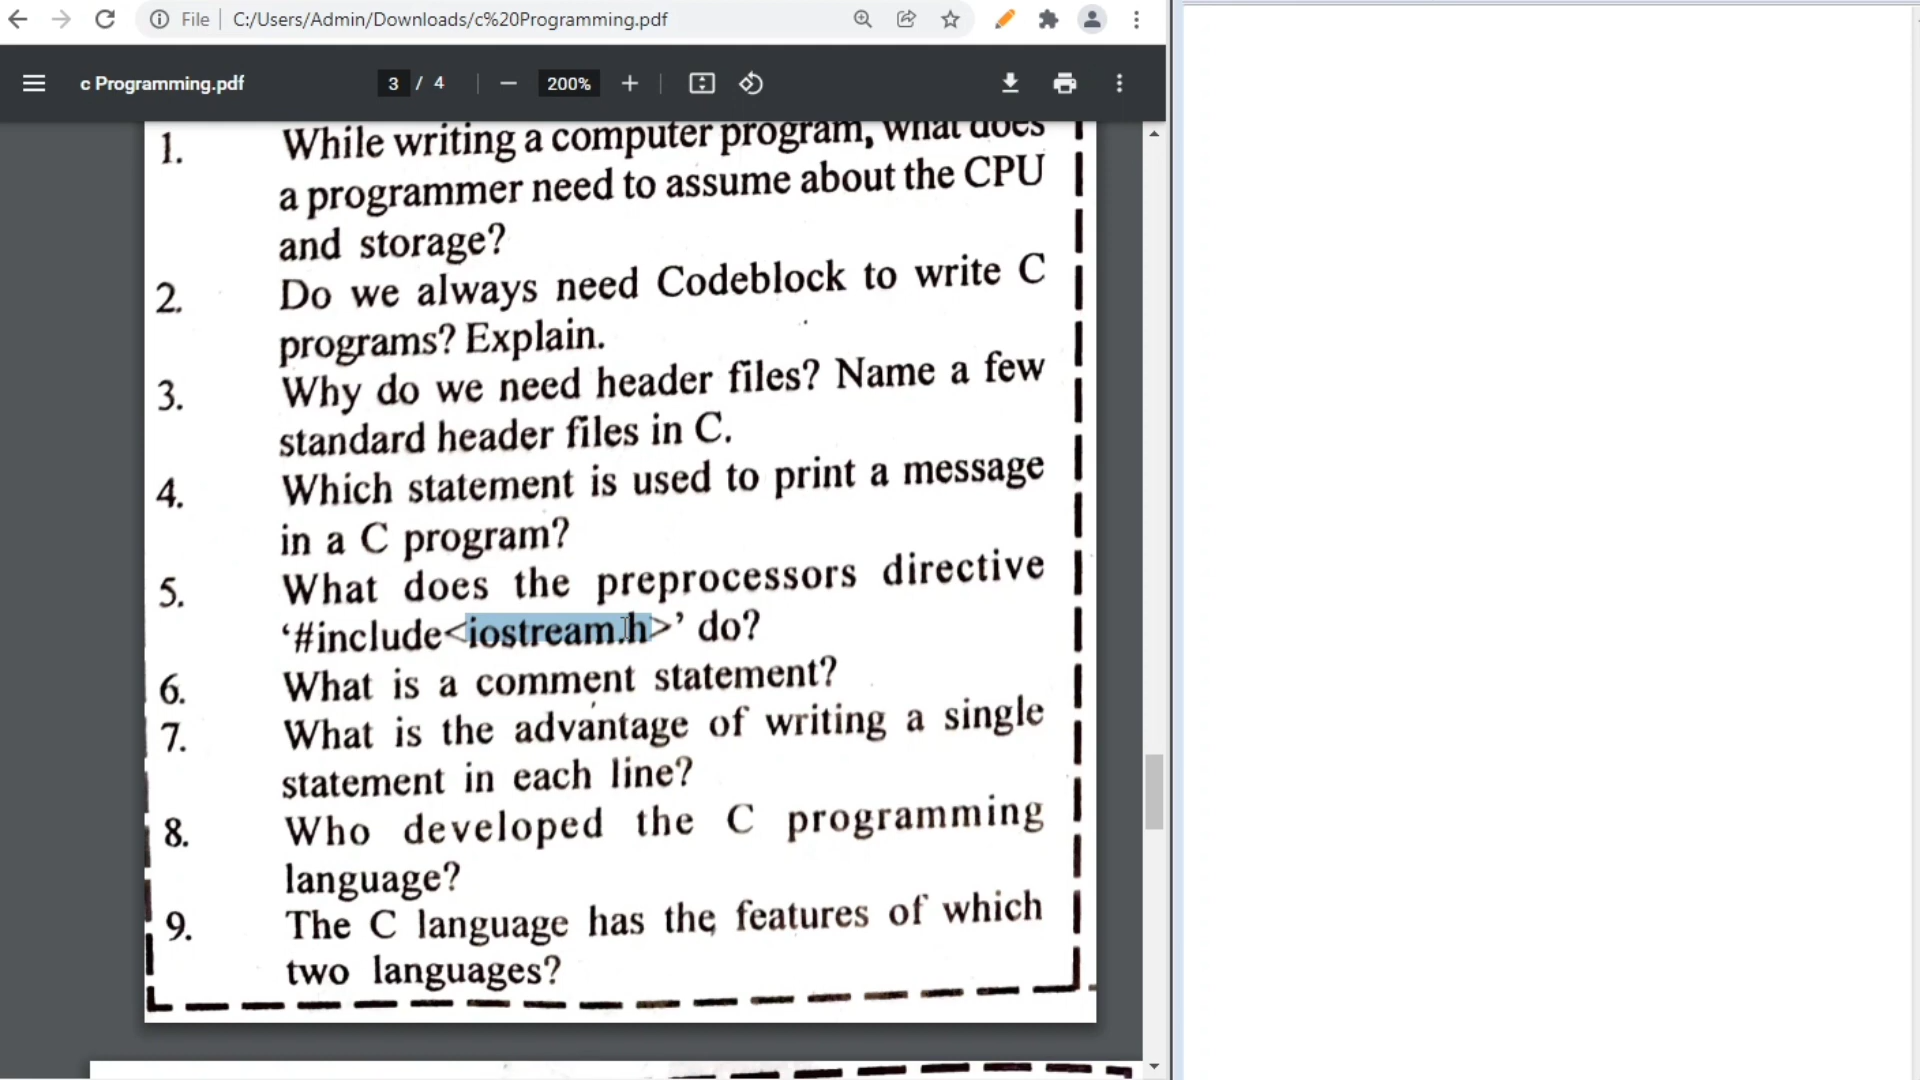 File
C:/Users/Admin/Downloads/c%20Programming.pdf
c Programming.pdf
3 / 4
200%
1. While writing a computer program, what does
a programmer need to assume about the CPU
and storage?
2. Do we always need Codeblock to write C
programs? Explain.
3. Why do we need header files? Name a few
standard header files in C.
4. Which statement is used to print a message
in a C program?
5. What does the preprocessors directive
‘#include<iostream.h>’ do?
6. What is a comment statement?
7. What is the advantage of writing a single
statement in each line?
8. Who developed the C programming
language?
9. The C language has the features of which
two languages?